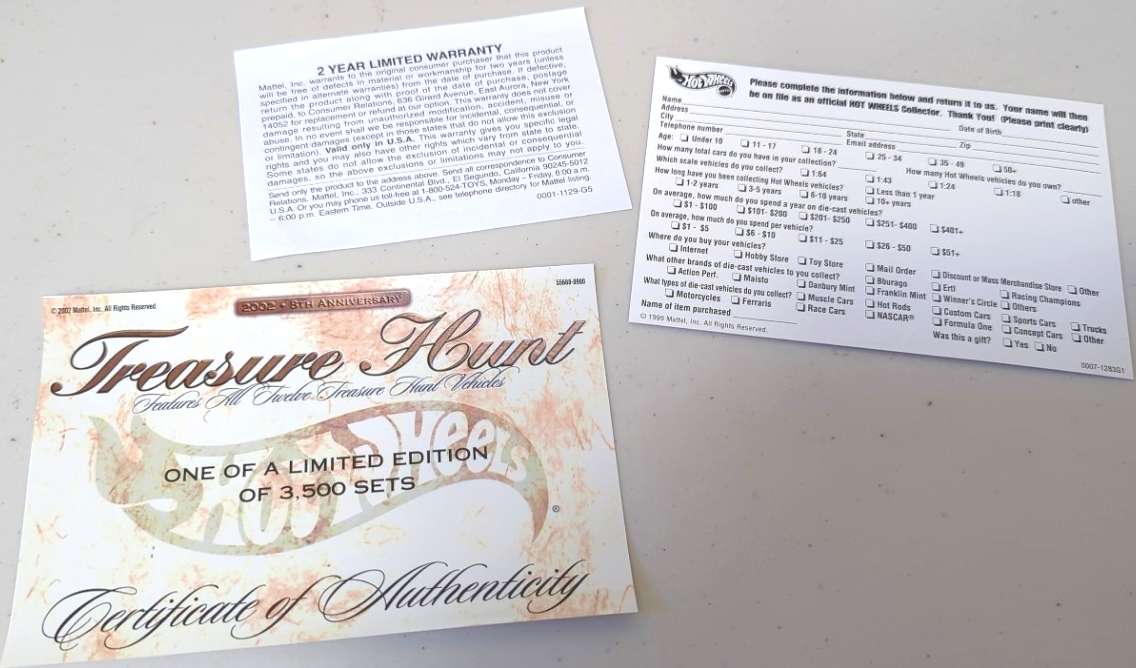 2 YEAR LIMITED WARRANTY
Mattel, Inc. warrants to the original consumer purchaser that this product
will be free of defects in material or workmanship for two years (unless
specified in alternate warranties) from the date of purchase. If defective,
return the product along with proof of the date of purchase, postage
prepaid, to Consumer Relations, 636 Girard Avenue, East Aurora, New York
14052 for replacement or refund at our option. This warranty does not cover
damage resulting from unauthorized modification, accident, misuse or
abuse. In no event shall we be responsible for incidental, consequential, or
contingent damages (except in those states that do not allow this exclusion
or limitation). Valid only in U.S.A. This warranty gives you specific legal
rights and you may also have other rights which vary from state to state.
Some states do not allow the exclusion of incidental or consequential
damages, so the above exclusions or limitations may not apply to you.
Send only the product to the address above. Send all correspondence to Consumer
Relations, Mattel, Inc., 333 Continental Blvd., El Segundo, California 90245-5012
U.S.A. Or you may phone us toll-free at 1-800-524-TOYS, Monday – Friday, 8:00 a.m.
– 6:00 p.m. Eastern Time. Outside U.S.A., see telephone directory for Mattel listing.
0001-1129-G5
HOT WHEELS
Please complete the information below and return it to us. Your name will then
be on file as an official HOT WHEELS Collector. Thank You! (Please print clearly)
Name Date of Birth
Address
City State Zip
Telephone number Email address
Age: Under 10 11 - 17 18 - 24 25 - 34 35 - 49 50+
How many total cars do you have in your collection? How many Hot Wheels vehicles do you own?
Which scale vehicles do you collect? 1:64 1:43 1:24 1:18 other
How long have you been collecting Hot Wheels vehicles? Less than 1 year
1-2 years 3-5 years 6-10 years 10+ years
On average, how much do you spend a year on die-cast vehicles?
$1 - $100 $101- $200 $201- $250 $251- $400 $401+
On average, how much do you spend per vehicle?
$1 - $5 $6 - $10 $11 - $25 $26 - $50 $51+
Where do you buy your vehicles?
Internet Hobby Store Toy Store Mail Order Discount or Mass Merchandise Store Other
What other brands of die-cast vehicles to you collect? Bburago Ertl Racing Champions
Action Perf. Maisto Danbury Mint Franklin Mint Winner's Circle Others
What types of die-cast vehicles do you collect? Muscle Cars Hot Rods Custom Cars Sports Cars Trucks
Motorcycles Ferraris Race Cars NASCAR® Formula One Concept Cars Other
Name of item purchased Was this a gift? Yes No
© 1999 Mattel, Inc. All Rights Reserved.
0007-1283G1
© 2002 Mattel, Inc. All Rights Reserved.
2002 • 8TH ANNIVERSARY
Treasure Hunt
Features All Twelve Treasure Hunt Vehicles
Hot Wheels
ONE OF A LIMITED EDITION
OF 3,500 SETS
®
Certificate of Authenticity